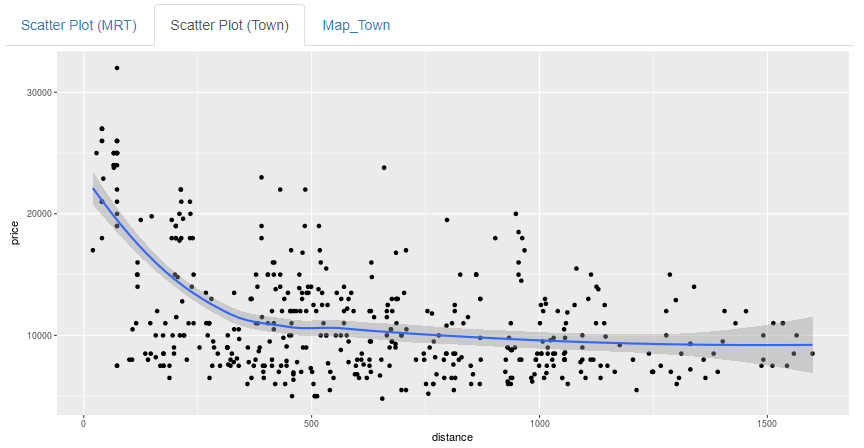 Scatter Plot (MRT) Scatter Plot (Town) Map_Town
30000
20000
price
10000
0 500 1000 1500
distance